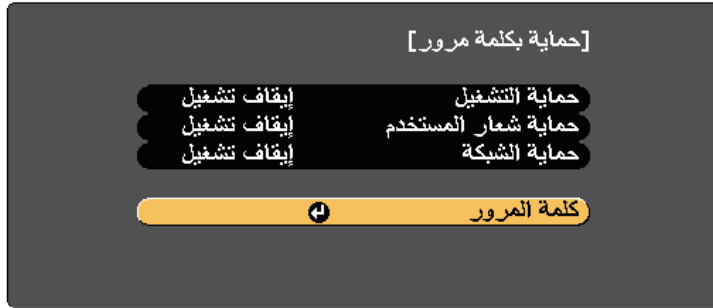 [حماية بكلمة مرور]
حماية التشغيل إيقاف تشغيل
حماية شعار المستخدم إيقاف تشغيل
حماية الشبكة إيقاف تشغيل
كلمة المرور